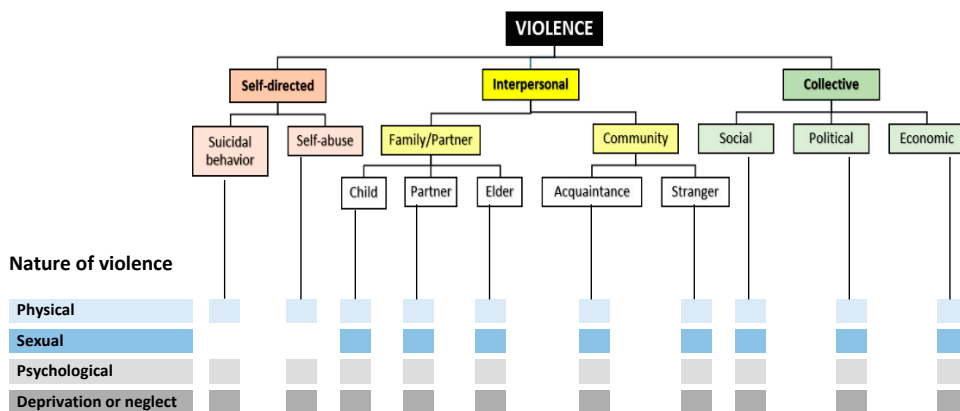 VIOLENCE
Self-directed
Interpersonal
Collective
Suicidal
behavior
Self-abuse
Family/Partner
Community
Social
Political
Economic
Child
Partner
Elder
Acquaintance
Stranger
Nature of violence
Physical
Sexual
Psychological
Deprivation or neglect